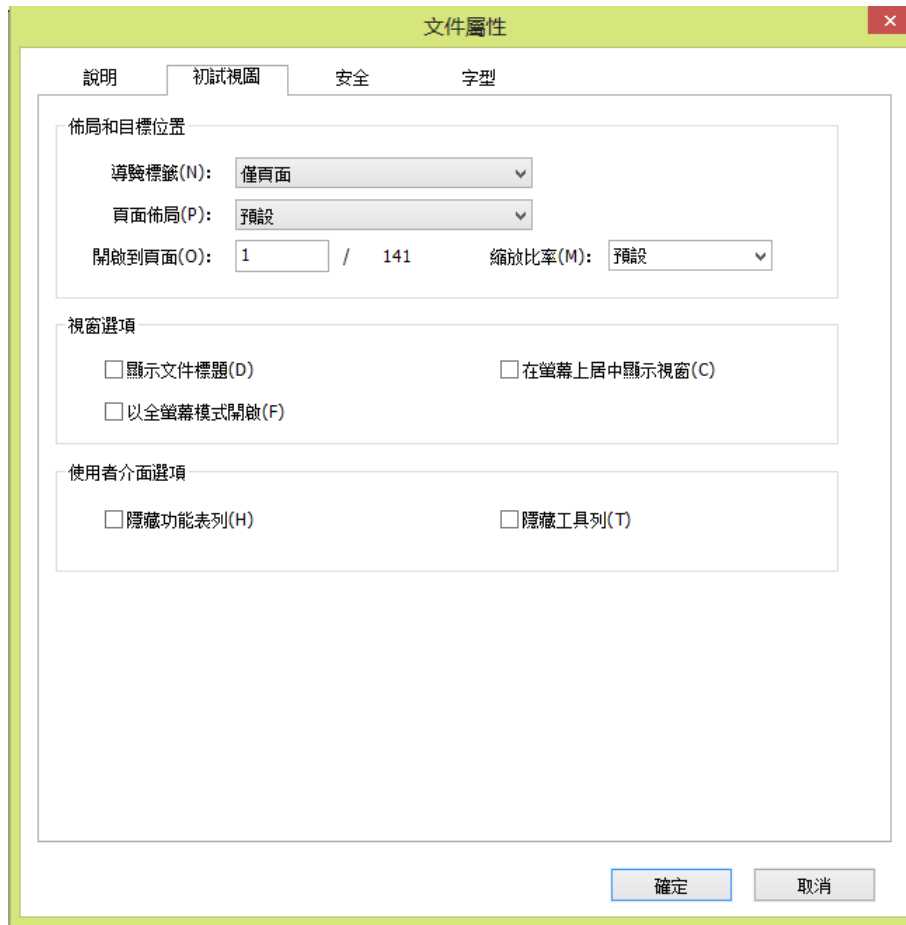 文件屬性
說明 初試視圖 安全 字型
佈局和目標位置
導覽標籤(N): 僅頁面
頁面佈局(P): 預設
開啟到頁面(O): 1 / 141 縮放比率(M): 預設
視窗選項
顯示文件標題(D) 在螢幕上居中顯示視窗(C)
以全螢幕模式開啟(F)
使用者介面選項
隱藏功能表列(H) 隱藏工具列(T)
確定 取消